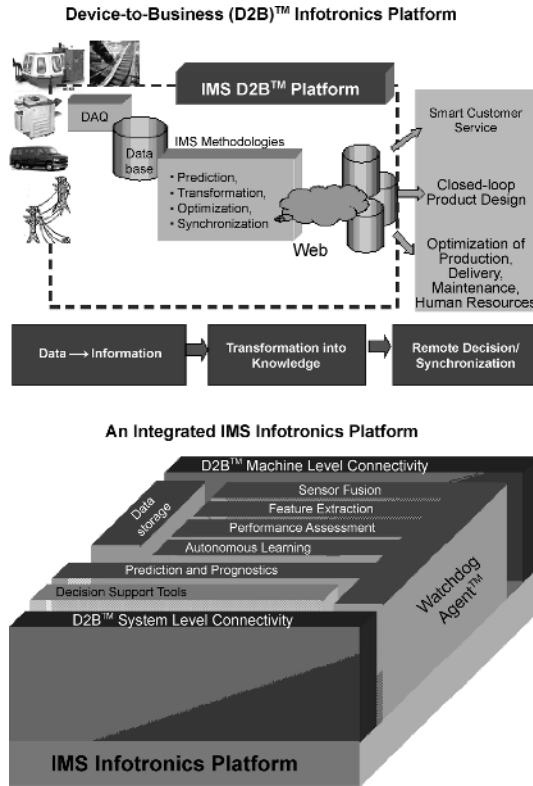 Device-to-Business (D2B)™ Infotronics Platform
IMS D2B™ Platform
DAQ
Data
base
IMS Methodologies
• Prediction,
• Transformation,
• Optimization,
• Synchronization
Web
Smart Customer
Service
Closed-loop
Product Design
Optimization of
Production,
Delivery,
Maintenance,
Human Resources
Data → Information
Transformation into
Knowledge
Remote Decision/
Synchronization
An Integrated IMS Infotronics Platform
D2B™ Machine Level Connectivity
Data
storage
Sensor Fusion
Feature Extraction
Performance Assessment
Autonomous Learning
Prediction and Prognostics
Decision Support Tools
D2B™ System Level Connectivity
Watchdog
Agent™
IMS Infotronics Platform